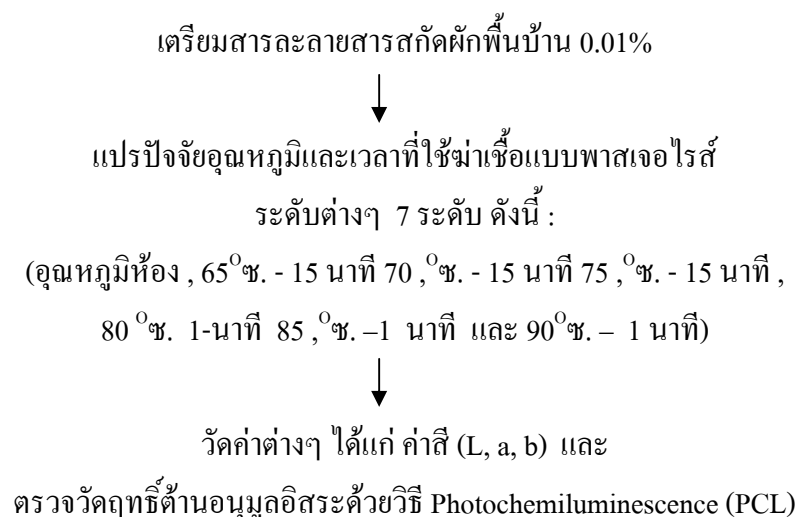 เตรียมสารละลายสารสกัดผักพื้นบ้าน 0.01%
แปรปัจจัยอุณหภูมิและเวลาที่ใช้ฆ่าเชื้อแบบพาสเจอไรส์
ระดับต่างๆ 7 ระดับ ดังนี้ :
(อุณหภูมิห้อง , 65 ํซ. - 15 นาที 70 , ํซ. - 15 นาที 75 , ํซ. - 15 นาที ,
80 ํซ. 1-นาที 85 , ํซ. –1 นาที และ 90 ํซ. – 1 นาที)
วัดค่าต่างๆ ได้แก่ ค่าสี (L, a, b) และ
ตรวจวัดฤทธิ์ต้านอนุมูลอิสระด้วยวิธี Photochemiluminescence (PCL)